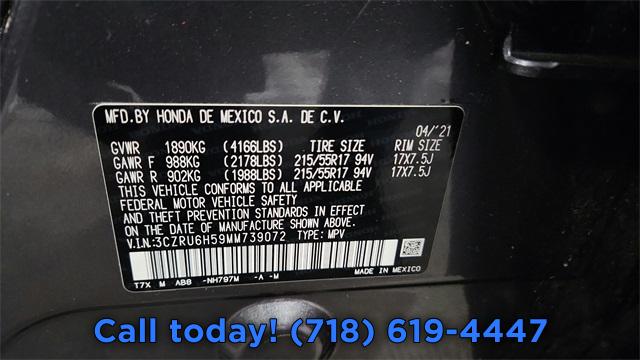 MFD.BY HONDA DE MEXICO S.A. DE C.V.
04/'21
GVWR 1890KG (4166LBS) TIRE SIZE RIM SIZE
GAWR F 988KG (2178LBS) 215/55R17 94V 17X7.5J
GAWR R 902KG (1988LBS) 215/55R17 94V 17X7.5J
THIS VEHICLE CONFORMS TO ALL APPLICABLE
FEDERAL MOTOR VEHICLE SAFETY
AND THEFT PREVENTION STANDARDS IN EFFECT
ON THE DATE OF MANUFACTURE SHOWN ABOVE.
V.I.N:3CZRU6H59MM739072 TYPE: MPV
MADE IN MEXICO
T7X M AB8 -NH797M -A -M
Call today! (718) 619-4447